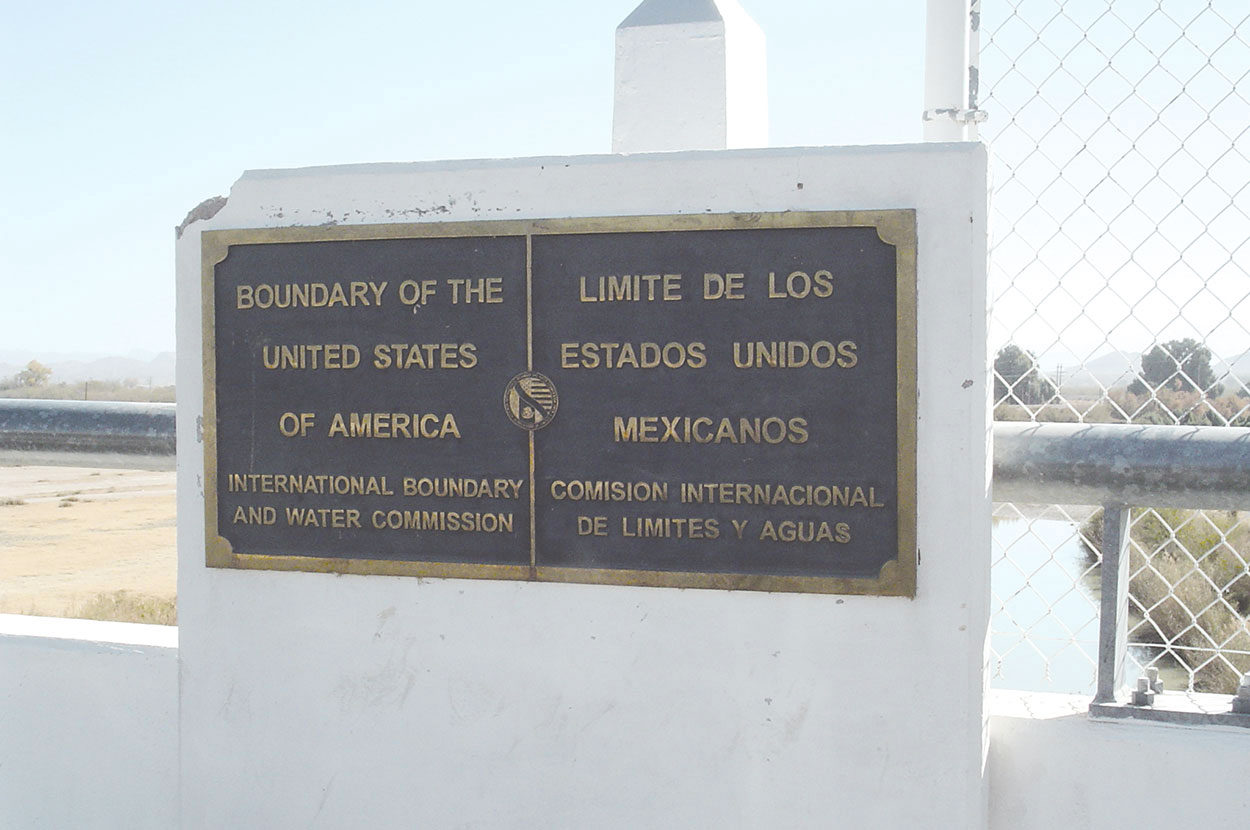 BOUNDARY OF THE
UNITED STATES
OF AMERICA
INTERNATIONAL BOUNDARY
AND WATER COMMISSION
LIMITE DE LOS
ESTADOS UNIDOS
MEXICANOS
COMISION INTERNACIONAL
DE LIMITES Y AGUAS